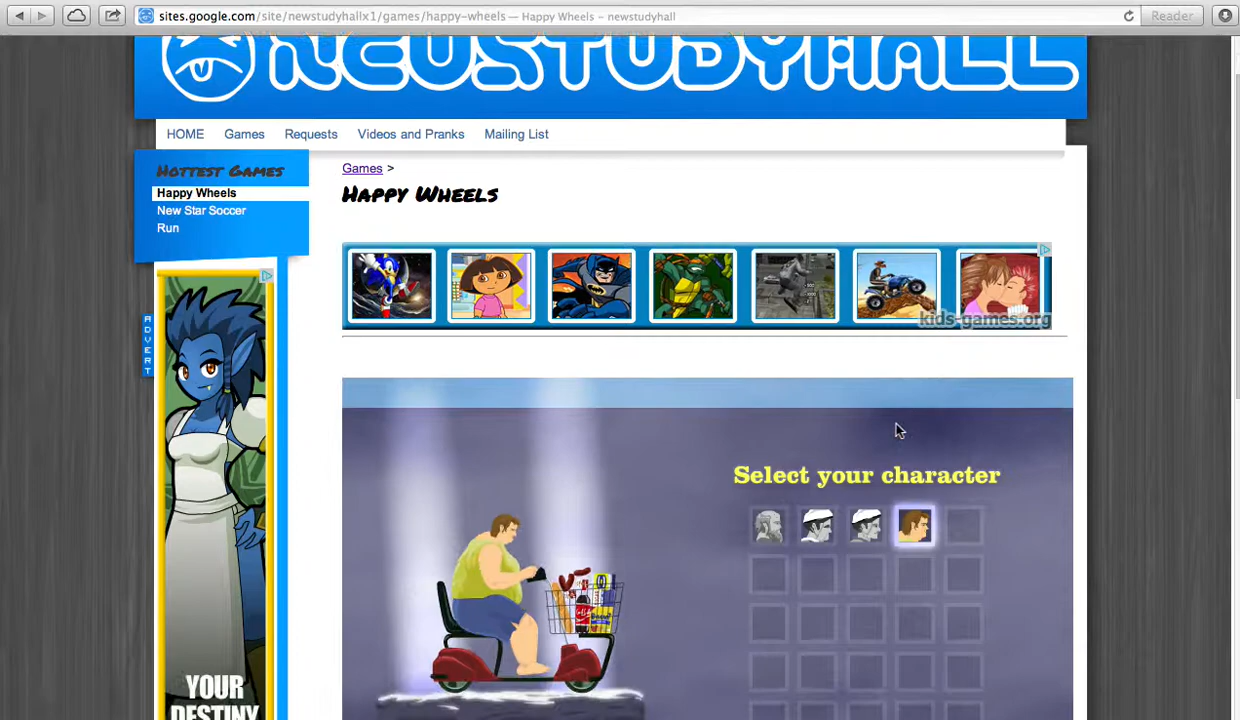 sites.google.com/site/newstudyhallx1/games/happy-wheels — Happy Wheels – newstudyhall
Reader
NEWSTUDYHALL
HOME Games Requests Videos and Pranks Mailing List
Hottest Games
Happy Wheels
New Star Soccer
Run
Games >
Happy Wheels
kids-games.org
ADVERT
Select your character
YOUR
DESTINY